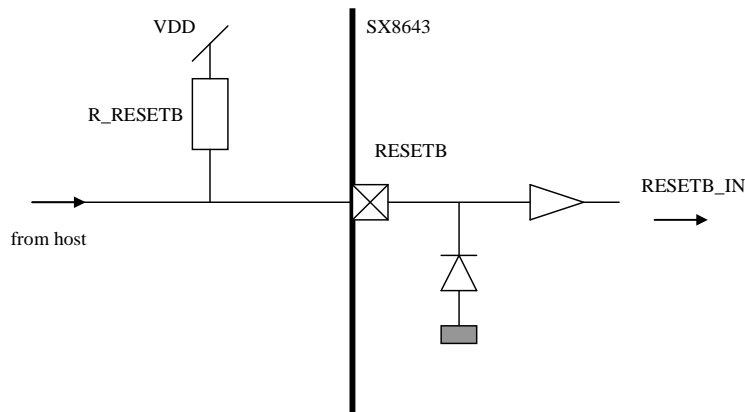 VDD
SX8643
R_RESETB
RESETB
RESETB_IN
from host